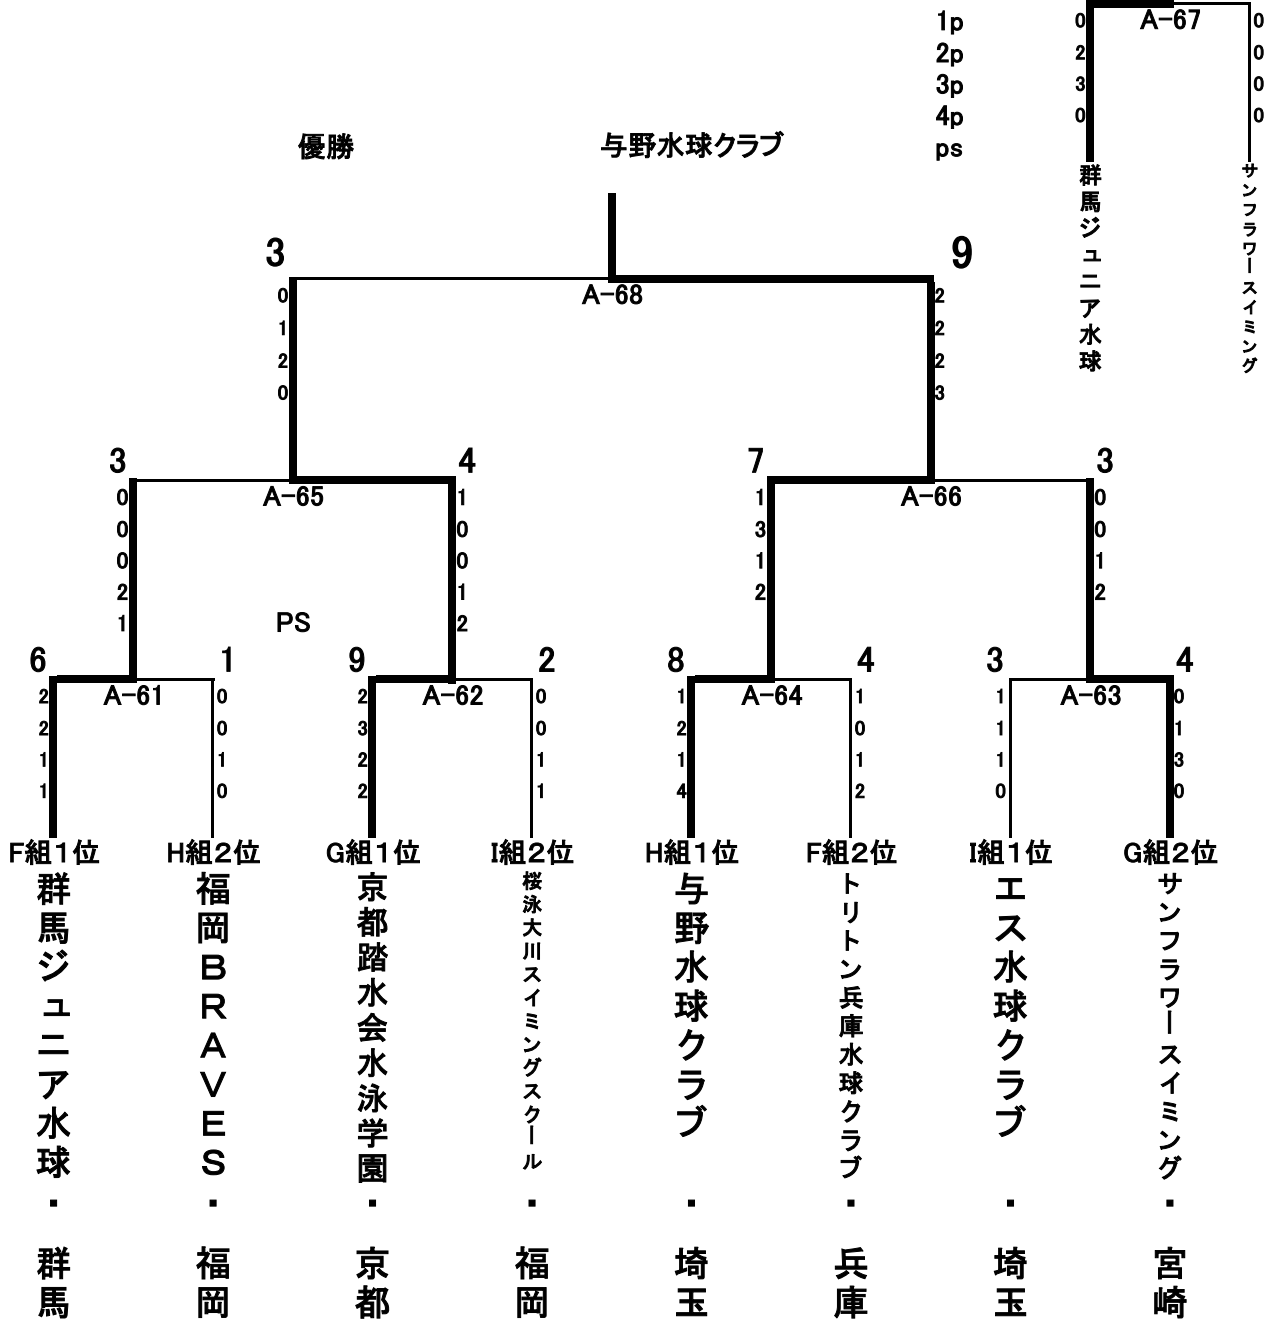 1p 0 A-67 0
2p 2 0
3p 3 0
4p 0 0
ps
群馬ジュニア水球
サンフラワースイミング
優勝 与野水球クラブ
3 9
A-68
0 2
1 2
2 2
0 3
3 4 7 3
A-65 A-66
0 1 1 0
0 0 3 0
0 0 1 1
2 1 2 2
1 PS 2
6 1 9 2 8 4 3 4
A-61 A-62 A-64 A-63
2 0 2 0 1 1 1 0
2 0 3 0 2 0 1 1
1 1 2 1 1 1 1 3
1 0 2 1 4 2 0 0
F組1位 H組2位 G組1位 I組2位 H組1位 F組2位 I組1位 G組2位
群馬ジュニア水球・群馬
福岡BRAVES・福岡
京都踏水会水泳学園・京都
桜泳大川スイミングスクール・福岡
与野水球クラブ・埼玉
トリトン兵庫水球クラブ・兵庫
エス水球クラブ・埼玉
サンフラワースイミング・宮崎